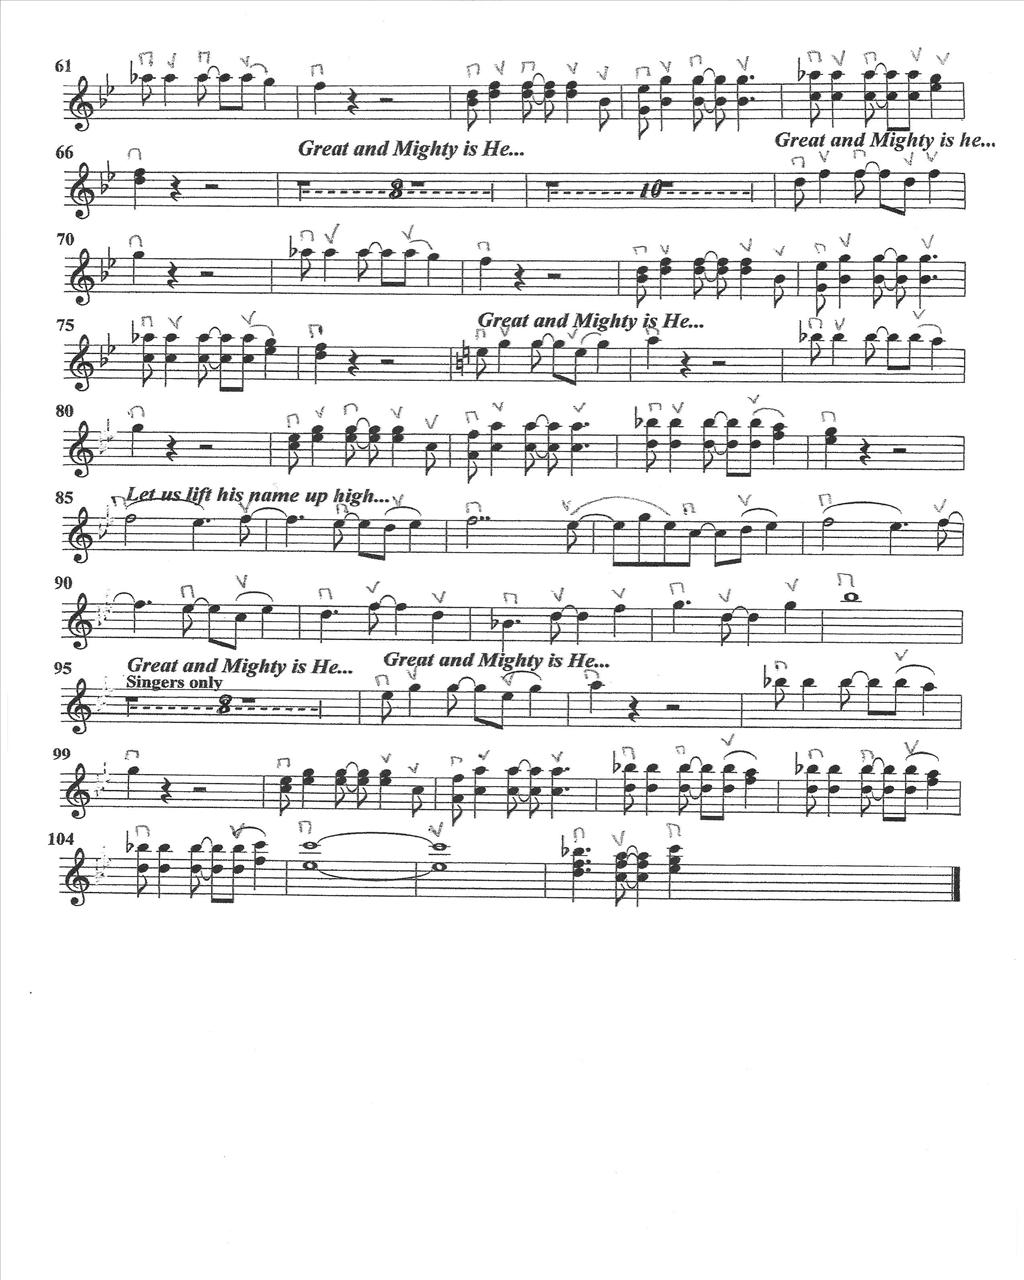 61
Great and Mighty is He...
Great and Mighty is he...
66
8
10
70
Great and Mighty is He...
75
80
Let us lift his name up high...
85
90
Great and Mighty is He...
Great and Mighty is He...
95
Singers only
8
99
104